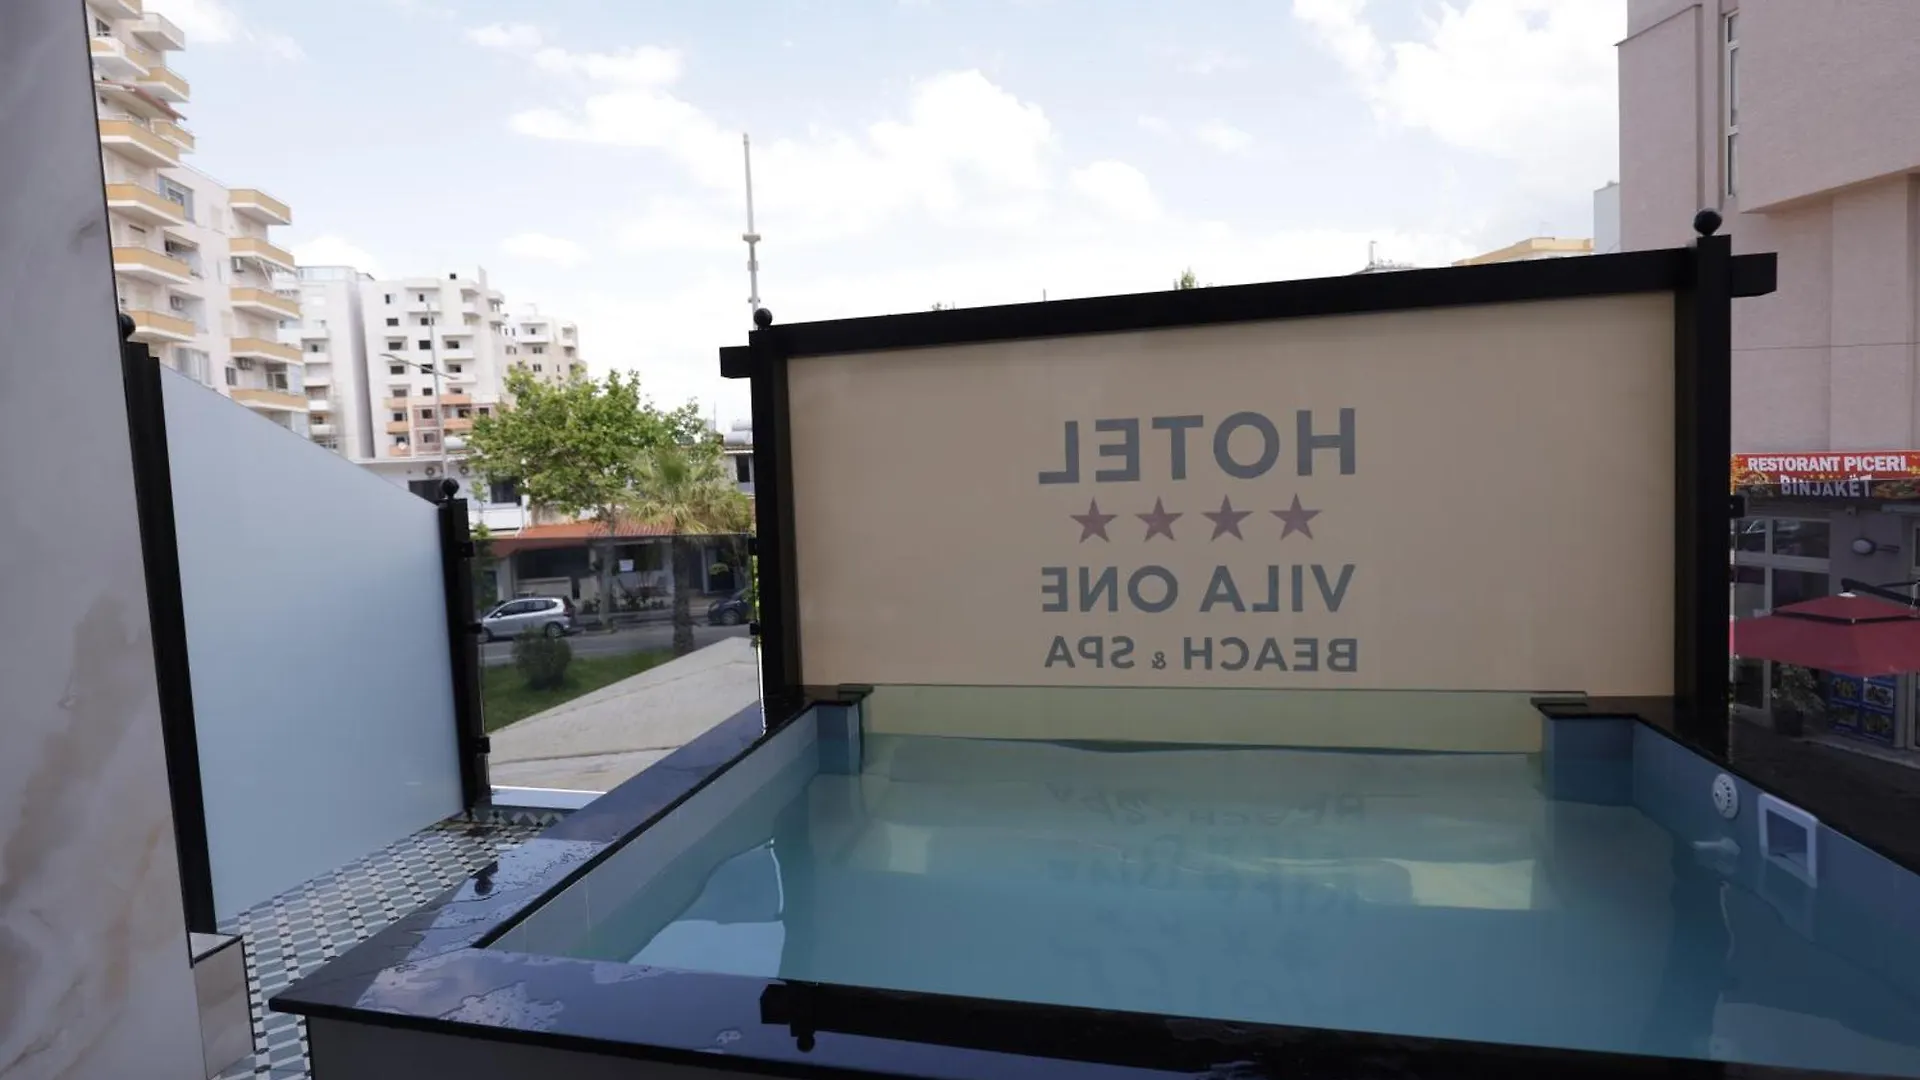 HOTEL
★★★★
VILA ONE
BEACH & SPA
RESTORANT PICERI
BINJAKËT